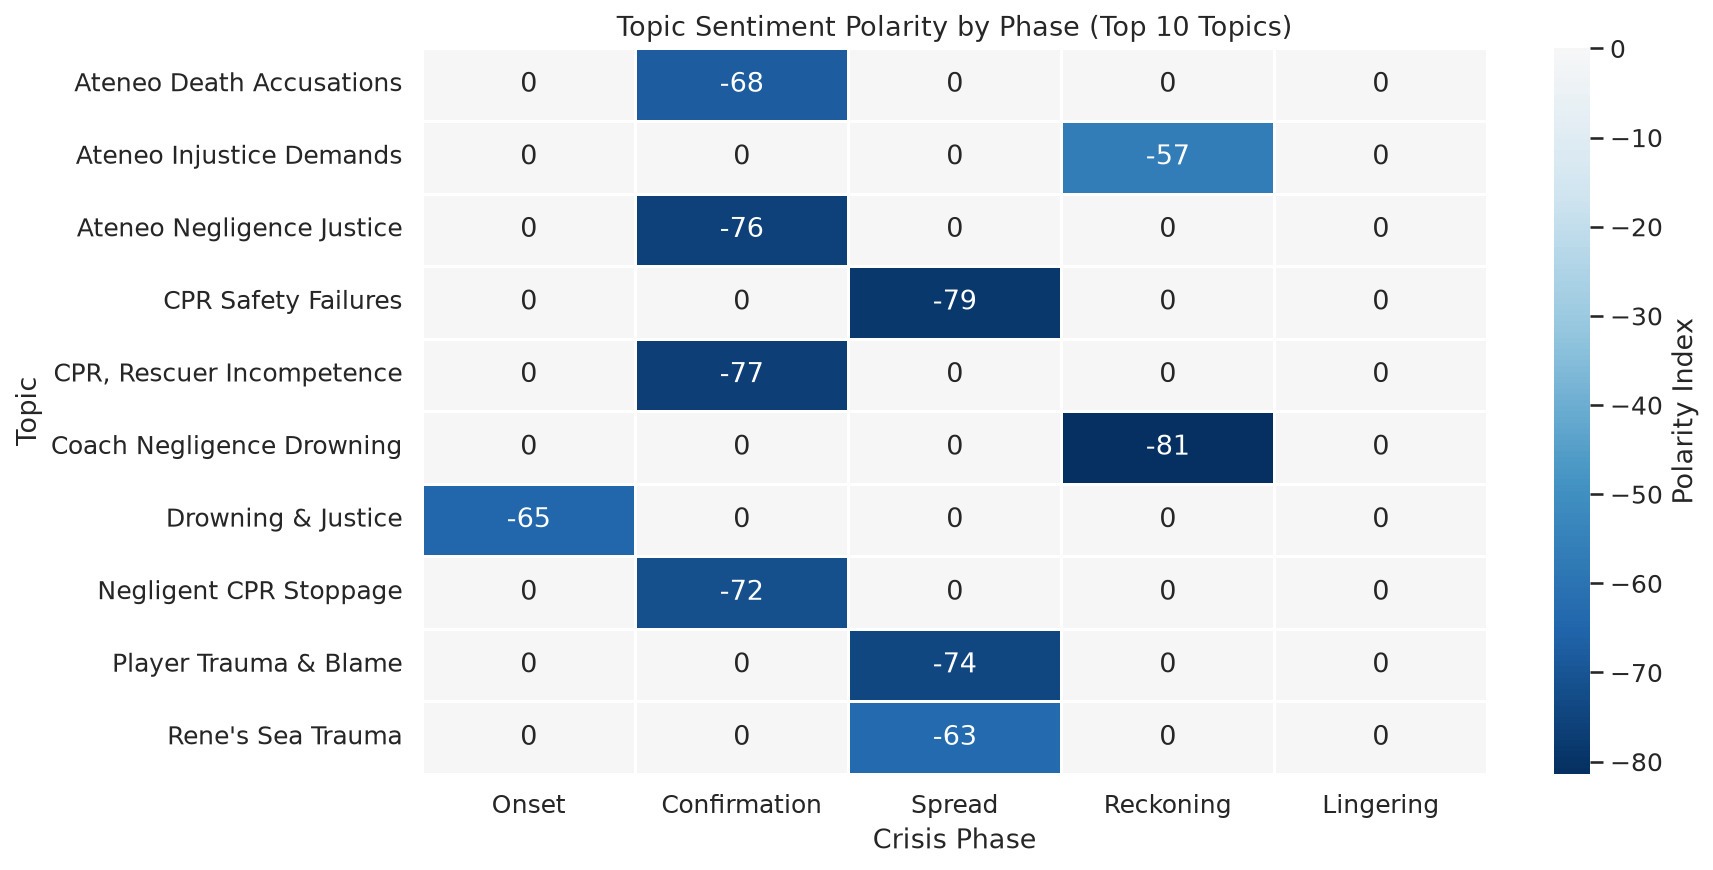 Topic Sentiment Polarity by Phase (Top 10 Topics)
Topic
Ateneo Death Accusations 0 -68 0 0 0
Ateneo Injustice Demands 0 0 0 -57 0
Ateneo Negligence Justice 0 -76 0 0 0
CPR Safety Failures 0 0 -79 0 0
CPR, Rescuer Incompetence 0 -77 0 0 0
Coach Negligence Drowning 0 0 0 -81 0
Drowning & Justice -65 0 0 0 0
Negligent CPR Stoppage 0 -72 0 0 0
Player Trauma & Blame 0 0 -74 0 0
Rene's Sea Trauma 0 0 -63 0 0
Onset Confirmation Spread Reckoning Lingering
Crisis Phase
0
−10
−20
−30
−40
−50
−60
−70
−80
Polarity Index